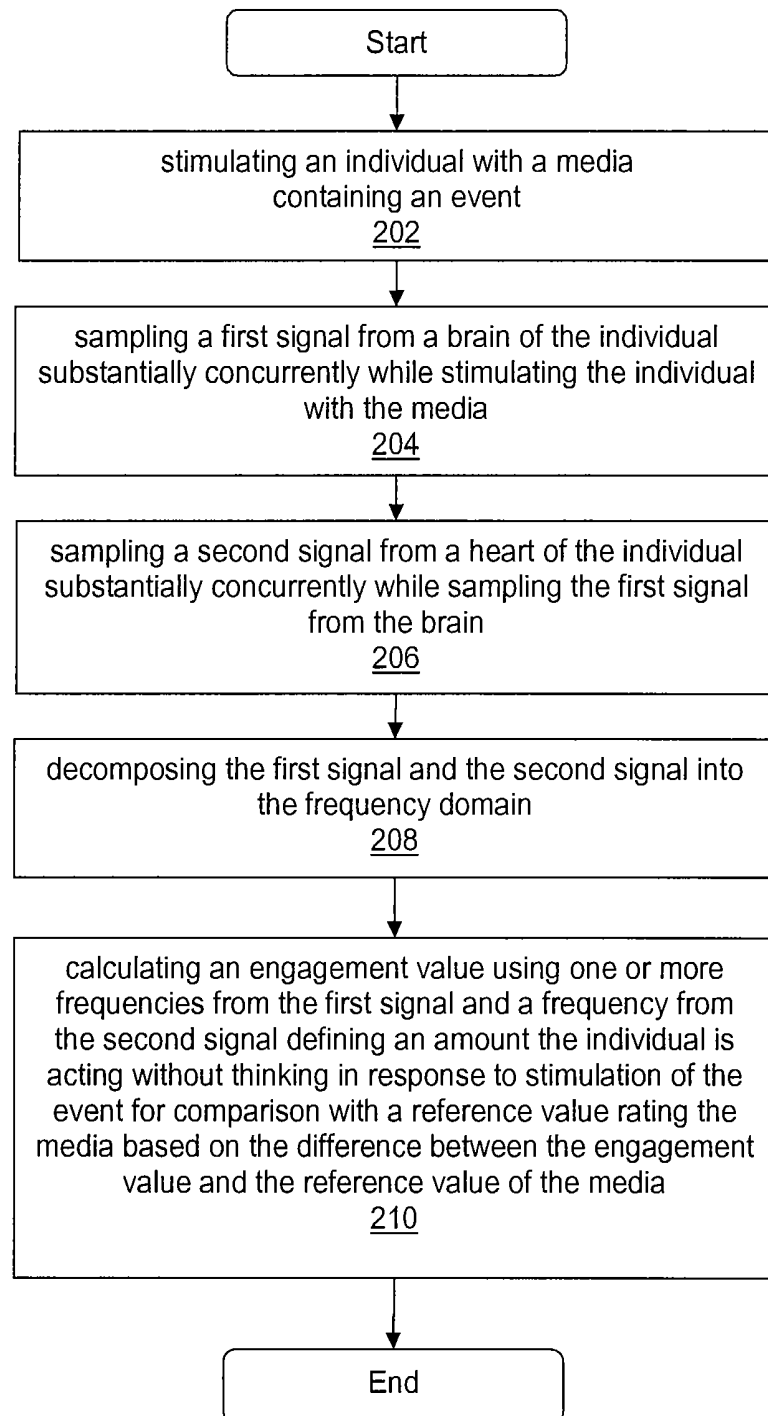 Start
stimulating an individual with a media
containing an event
202
sampling a first signal from a brain of the individual
substantially concurrently while stimulating the individual
with the media
204
sampling a second signal from a heart of the individual
substantially concurrently while sampling the first signal
from the brain
206
decomposing the first signal and the second signal into
the frequency domain
208
calculating an engagement value using one or more
frequencies from the first signal and a frequency from
the second signal defining an amount the individual is
acting without thinking in response to stimulation of the
event for comparison with a reference value rating the
media based on the difference between the engagement
value and the reference value of the media
210
End